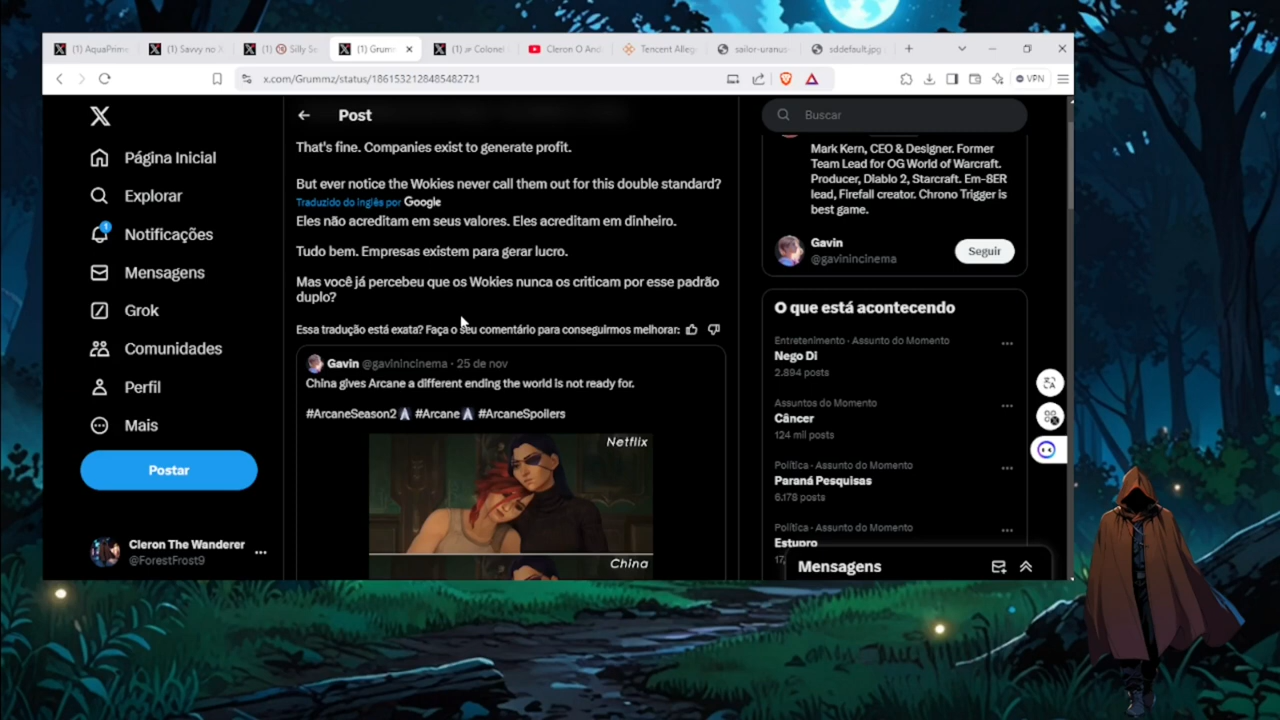 (1) AquaPrime
(1) Savvy no X
(1) Silly Se
(1) Grumm
(1) Colonel
Cleron O And
Tencent Alleg
sailor-uranus
sddefault.jpg
x.com/Grummz/status/1861532128485482721
VPN
Página Inicial
Explorar
1
Notificações
Mensagens
Grok
Comunidades
Perfil
Mais
Postar
Cleron The Wanderer
@ForestFrost9
Post
That's fine. Companies exist to generate profit.
But ever notice the Wokies never call them out for this double standard?
Traduzido do inglês por Google
Eles não acreditam em seus valores. Eles acreditam em dinheiro.
Tudo bem. Empresas existem para gerar lucro.
Mas você já percebeu que os Wokies nunca os criticam por esse padrão
duplo?
Essa tradução está exata? Faça o seu comentário para conseguirmos melhorar:
Gavin @gavinincinema · 25 de nov
China gives Arcane a different ending the world is not ready for.
#ArcaneSeason2 #Arcane #ArcaneSpoilers
Netflix
China
Buscar
Mark Kern, CEO & Designer. Former
Team Lead for OG World of Warcraft.
Producer, Diablo 2, Starcraft. Em-8ER
lead, Firefall creator. Chrono Trigger is
best game.
Gavin
@gavinincinema
Seguir
O que está acontecendo
Entretenimento · Assunto do Momento
Nego Di
2.894 posts
Assuntos do Momento
Câncer
124 mil posts
Política · Assunto do Momento
Paraná Pesquisas
6.178 posts
Política · Assunto do Momento
Estupro
17,
Mensagens